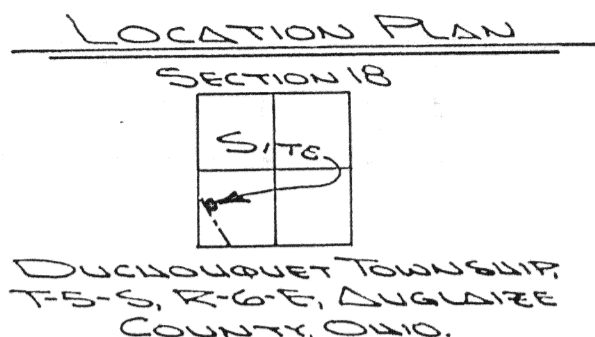 LOCATION PLAN
SECTION 18
SITE
DUCHOUQUET TOWNSHIP,
T-5-S, R-6-E, AUGLAIZE
COUNTY, OHIO.